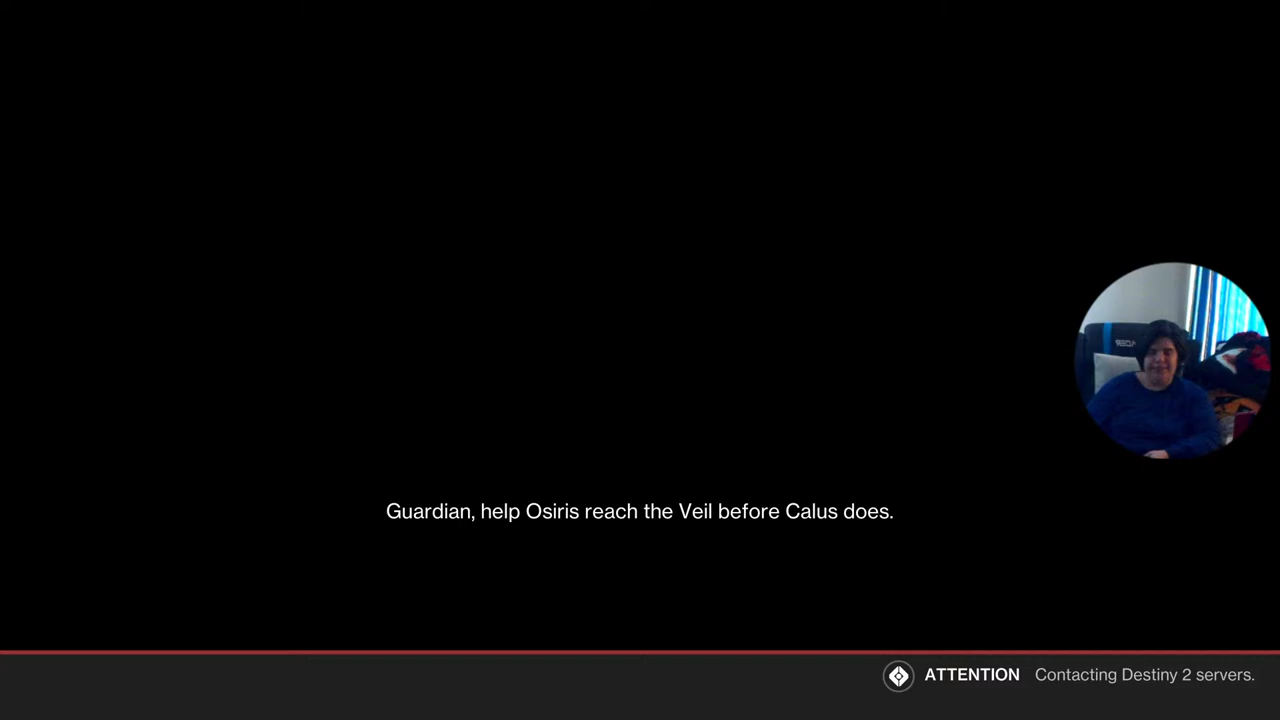 Guardian, help Osiris reach the Veil before Calus does.
ATTENTION Contacting Destiny 2 servers.